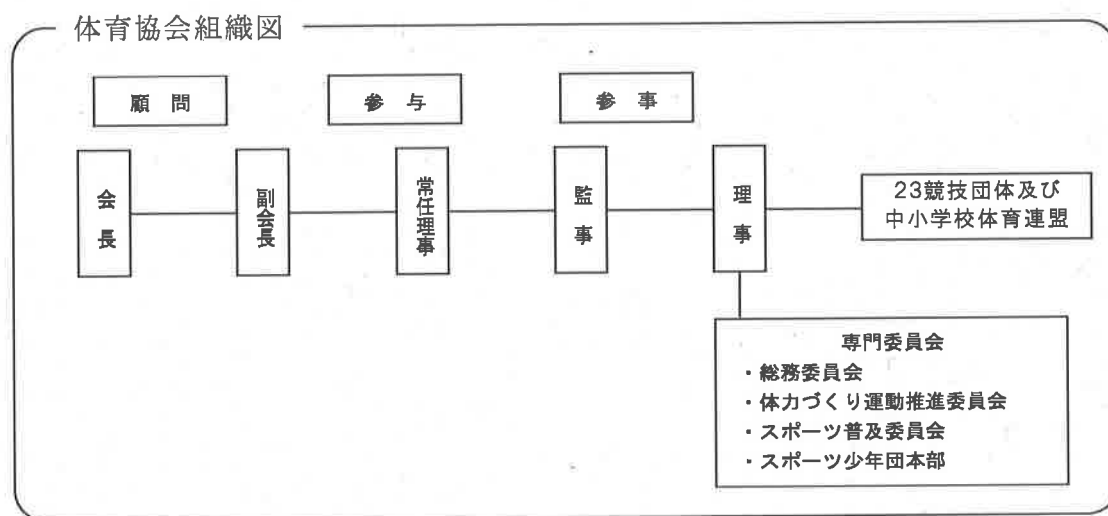 体育協会組織図
顧問
参与
参事
会長
副会長
常任理事
監事
理事
23競技団体及び
中小学校体育連盟
専門委員会
・総務委員会
・体力づくり運動推進委員会
・スポーツ普及委員会
・スポーツ少年団本部